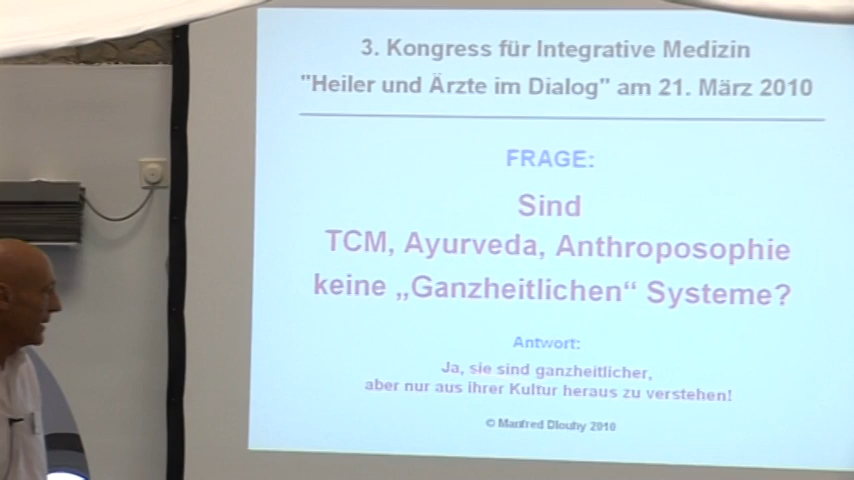 3. Kongress für Integrative Medizin
"Heiler und Ärzte im Dialog" am 21. März 2010
FRAGE:
Sind
TCM, Ayurveda, Anthroposophie
keine „Ganzheitlichen“ Systeme?
Antwort:
Ja, sie sind ganzheitlicher,
aber nur aus ihrer Kultur heraus zu verstehen!
© Manfred Dlouhy 2010